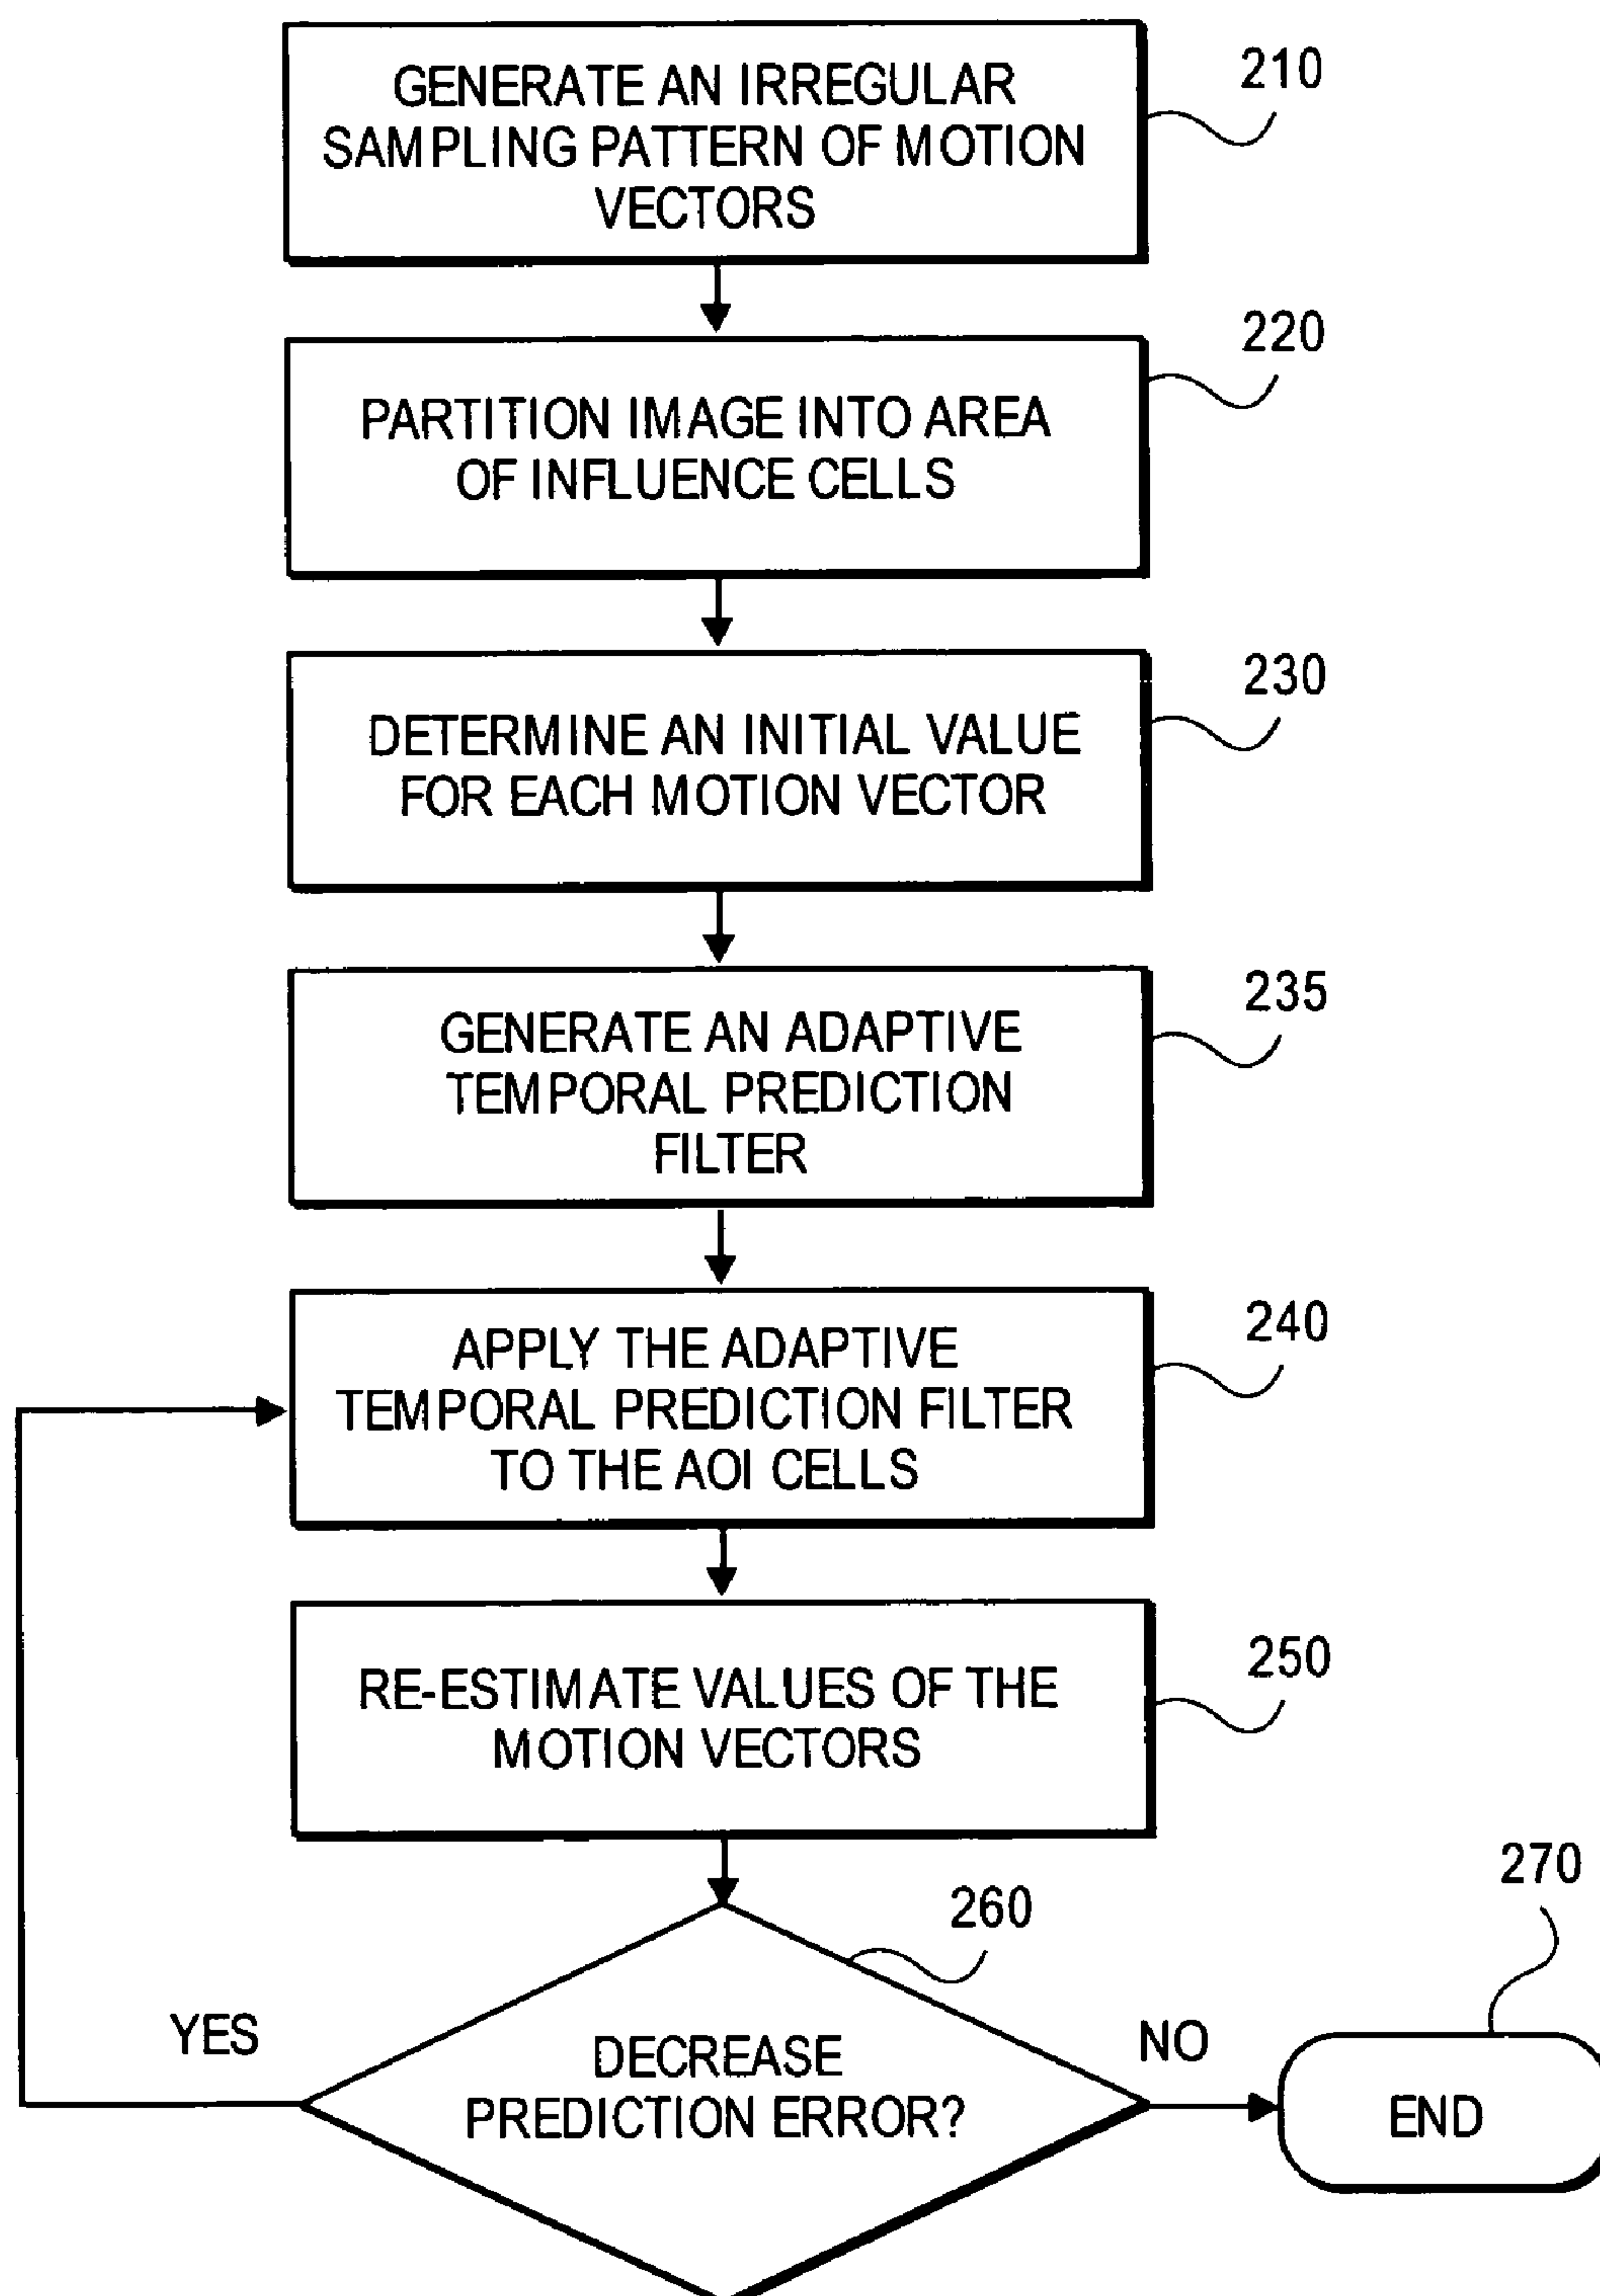 GENERATE AN IRREGULAR
SAMPLING PATTERN OF MOTION
VECTORS
210
PARTITION IMAGE INTO AREA
OF INFLUENCE CELLS
220
DETERMINE AN INITIAL VALUE
FOR EACH MOTION VECTOR
230
GENERATE AN ADAPTIVE
TEMPORAL PREDICTION
FILTER
235
APPLY THE ADAPTIVE
TEMPORAL PREDICTION FILTER
TO THE AOI CELLS
240
RE-ESTIMATE VALUES OF THE
MOTION VECTORS
250
260
270
YES
DECREASE
PREDICTION ERROR?
NO
END